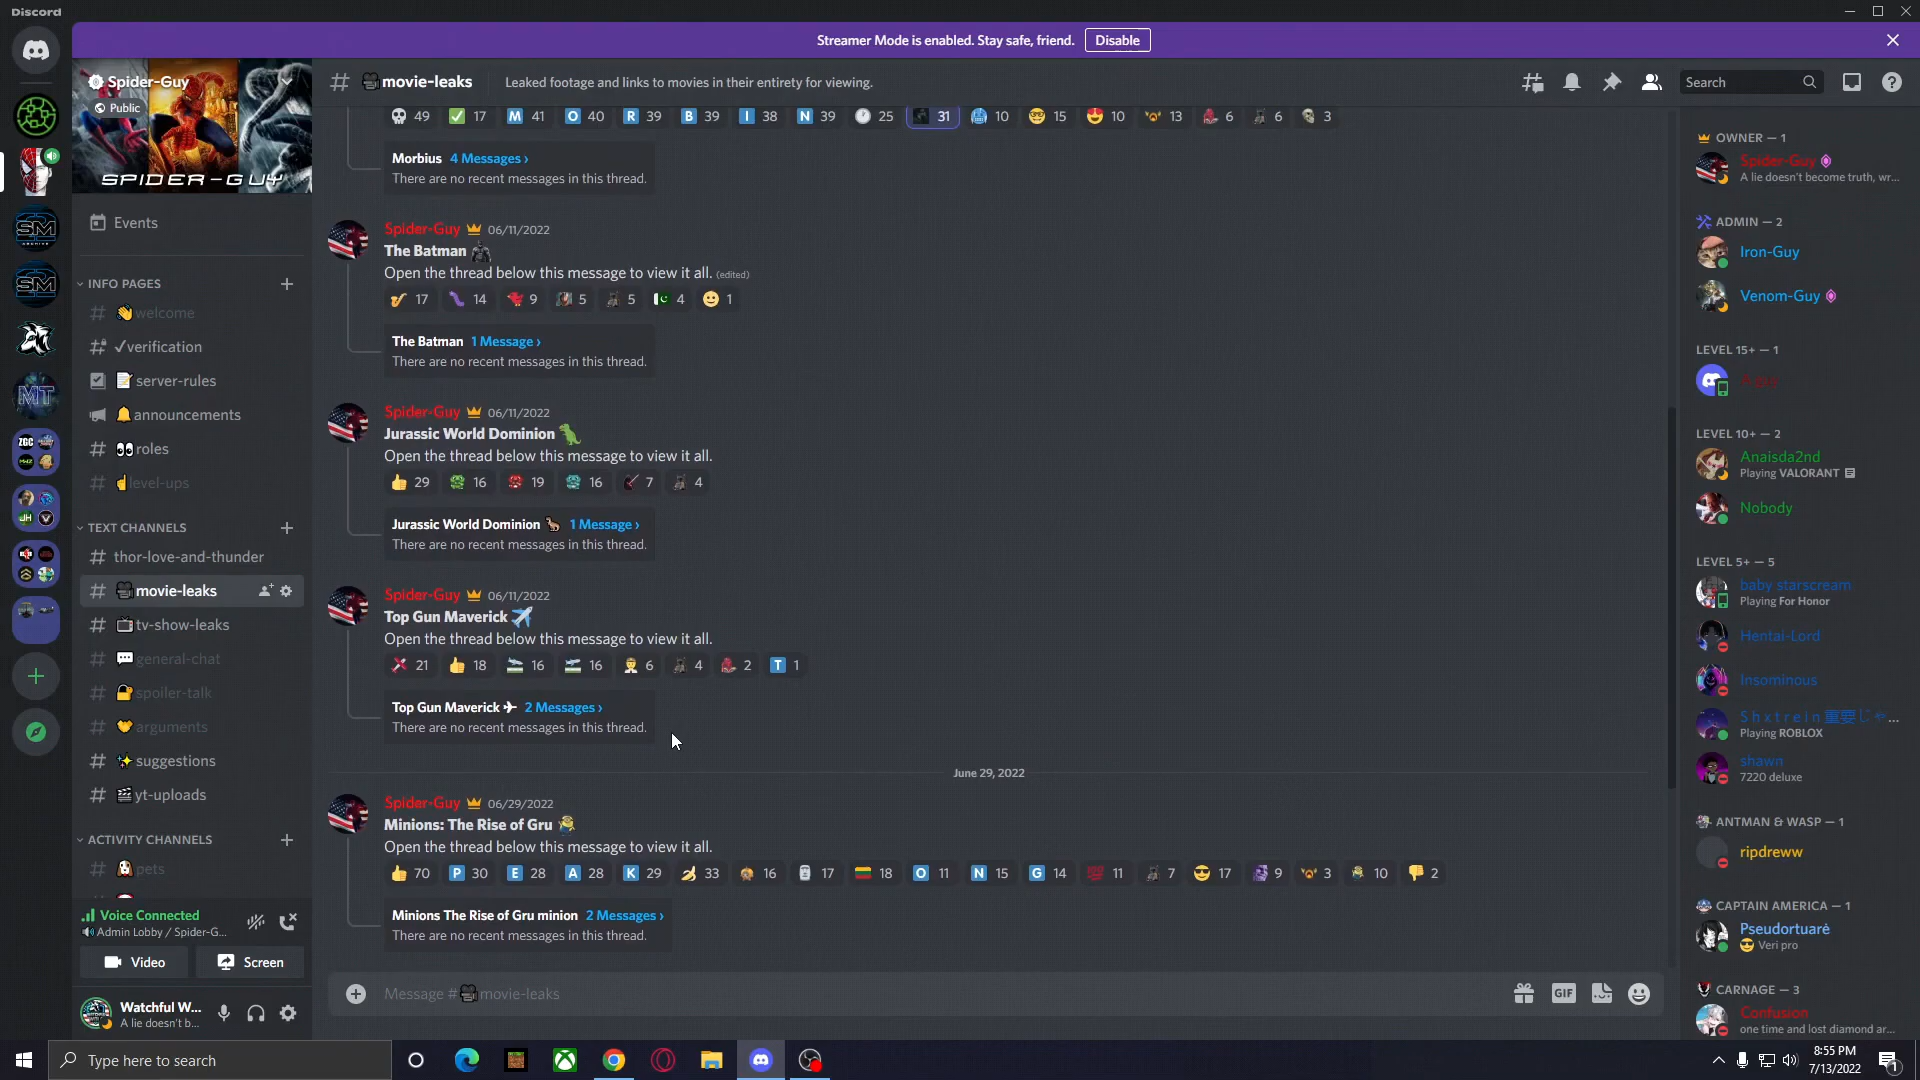 Discord
Streamer Mode is enabled. Stay safe, friend. Disable
Spider-Guy
Public
SPIDER-GUY
Events
INFO PAGES
welcome
✓verification
server-rules
announcements
roles
level-ups
TEXT CHANNELS
thor-love-and-thunder
movie-leaks
tv-show-leaks
general-chat
spoiler-talk
arguments
suggestions
yt-uploads
ACTIVITY CHANNELS
pets
Voice Connected
Admin Lobby / Spider-G...
Video Screen
Watchful W...
A lie doesn't b...
movie-leaks Leaked footage and links to movies in their entirety for viewing.
Search
49 17 M 41 O 40 R 39 B 39 I 38 N 39 25 31 10 15 10 13 6 6 3
Morbius 4 Messages ›
There are no recent messages in this thread.
Spider-Guy 06/11/2022
The Batman
Open the thread below this message to view it all. (edited)
17 14 9 5 5 4 1
The Batman 1 Message ›
There are no recent messages in this thread.
Spider-Guy 06/11/2022
Jurassic World Dominion
Open the thread below this message to view it all.
29 16 19 16 7 4
Jurassic World Dominion 1 Message ›
There are no recent messages in this thread.
Spider-Guy 06/11/2022
Top Gun Maverick
Open the thread below this message to view it all.
21 18 16 16 6 4 2 T 1
Top Gun Maverick 2 Messages ›
There are no recent messages in this thread.
June 29, 2022
Spider-Guy 06/29/2022
Minions: The Rise of Gru
Open the thread below this message to view it all.
70 P 30 E 28 A 28 K 29 33 16 17 18 O 11 N 15 G 14 11 7 17 9 3 10 2
Minions The Rise of Gru minion 2 Messages ›
There are no recent messages in this thread.
Message # movie-leaks
GIF
OWNER — 1
Spider-Guy
A lie doesn't become truth, wr...
ADMIN — 2
Iron-Guy
Venom-Guy
LEVEL 15+ — 1
LEVEL 10+ — 2
Anaisda2nd
Playing VALORANT
Nobody
LEVEL 5+ — 5
baby starscream
Playing For Honor
Hentai-Lord
Insominous
S h x t r e i n 重要 じゃ...
Playing ROBLOX
shawn
7220 deluxe
ANTMAN & WASP — 1
ripdreww
CAPTAIN AMERICA — 1
Pseudortuaré
Veri pro
CARNAGE — 3
Confusion
one time and lost diamond ar...
Type here to search
8:55 PM
7/13/2022
1